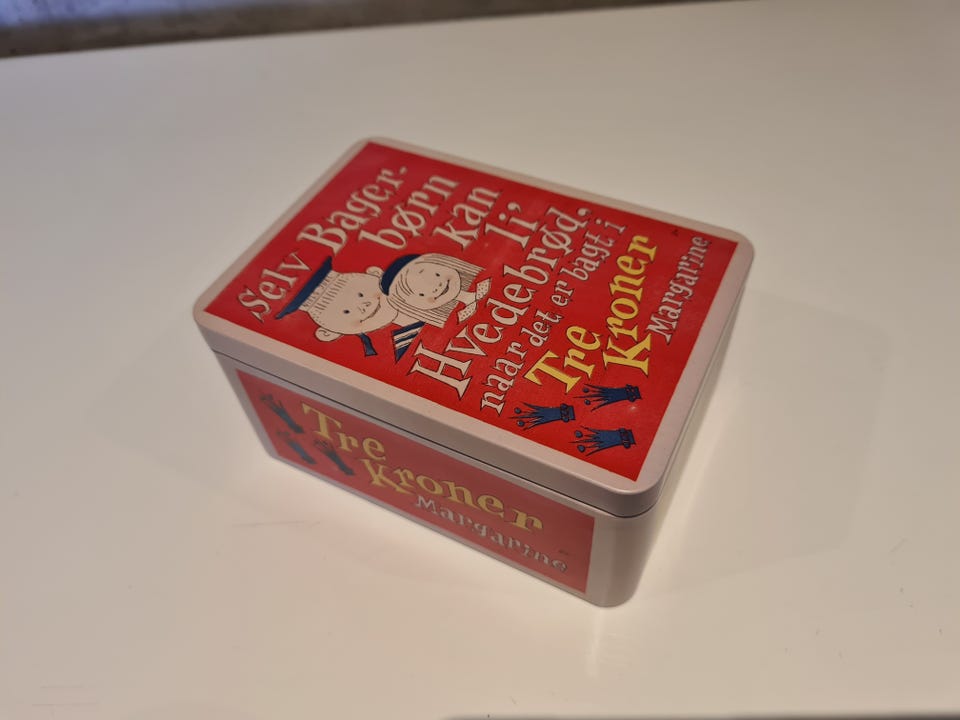 Selv Bager-
børn
kan
li'
Hvedebrød,
naar det er bagt i
Tre
Kroner
Margarine
Tre
Kroner
Margarine